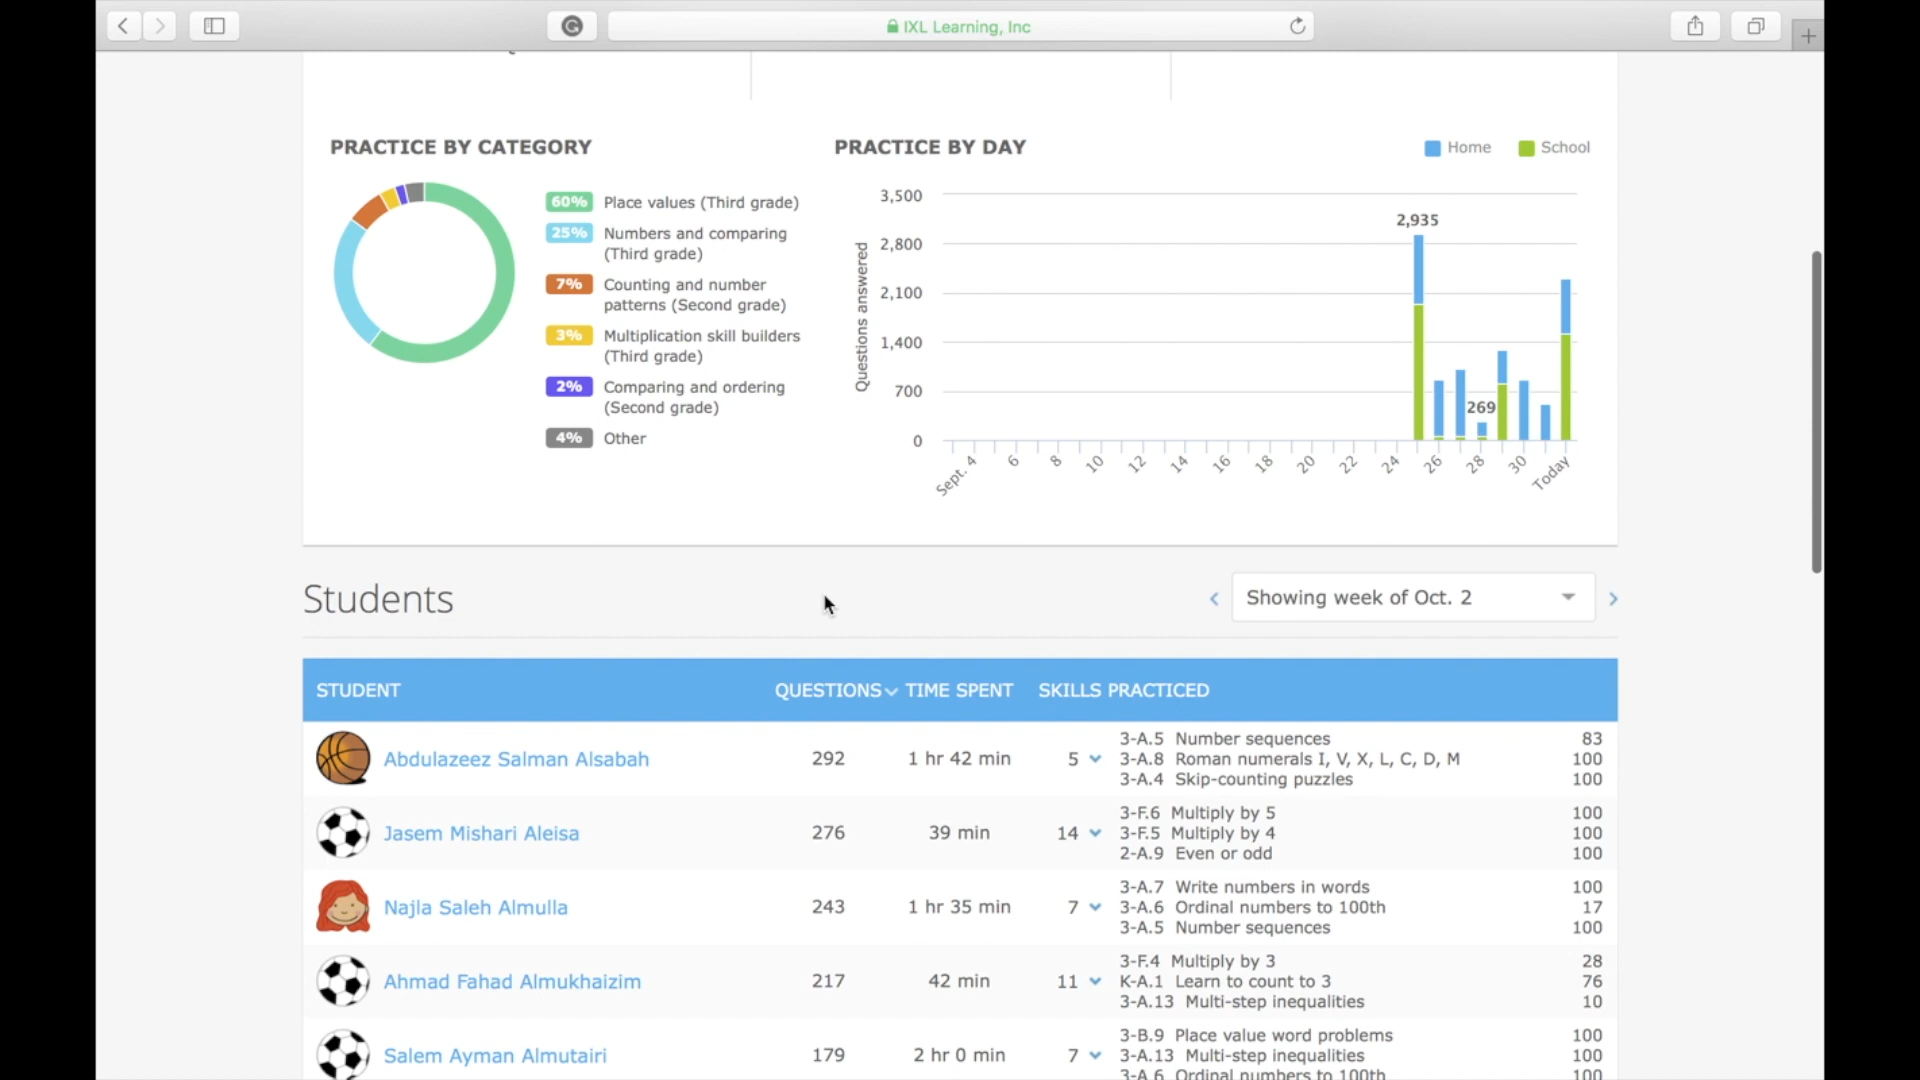 IXL Learning, Inc
PRACTICE BY CATEGORY
60% Place values (Third grade)
25% Numbers and comparing
(Third grade)
7% Counting and number
patterns (Second grade)
3% Multiplication skill builders
(Third grade)
2% Comparing and ordering
(Second grade)
4% Other
PRACTICE BY DAY
Home School
Questions answered
3,500
2,800
2,100
1,400
700
0
2,935
269
Sept. 4 6 8 10 12 14 16 18 20 22 24 26 28 30 Today
Students
Showing week of Oct. 2
STUDENT QUESTIONS TIME SPENT SKILLS PRACTICED
Abdulazeez Salman Alsabah 292 1 hr 42 min 5
3-A.5 Number sequences 83
3-A.8 Roman numerals I, V, X, L, C, D, M 100
3-A.4 Skip-counting puzzles 100
Jasem Mishari Aleisa 276 39 min 14
3-F.6 Multiply by 5 100
3-F.5 Multiply by 4 100
2-A.9 Even or odd 100
Najla Saleh Almulla 243 1 hr 35 min 7
3-A.7 Write numbers in words 100
3-A.6 Ordinal numbers to 100th 17
3-A.5 Number sequences 100
Ahmad Fahad Almukhaizim 217 42 min 11
3-F.4 Multiply by 3 28
K-A.1 Learn to count to 3 76
3-A.13 Multi-step inequalities 10
Salem Ayman Almutairi 179 2 hr 0 min 7
3-B.9 Place value word problems 100
3-A.13 Multi-step inequalities 100
3-A.6 Ordinal numbers to 100th 100